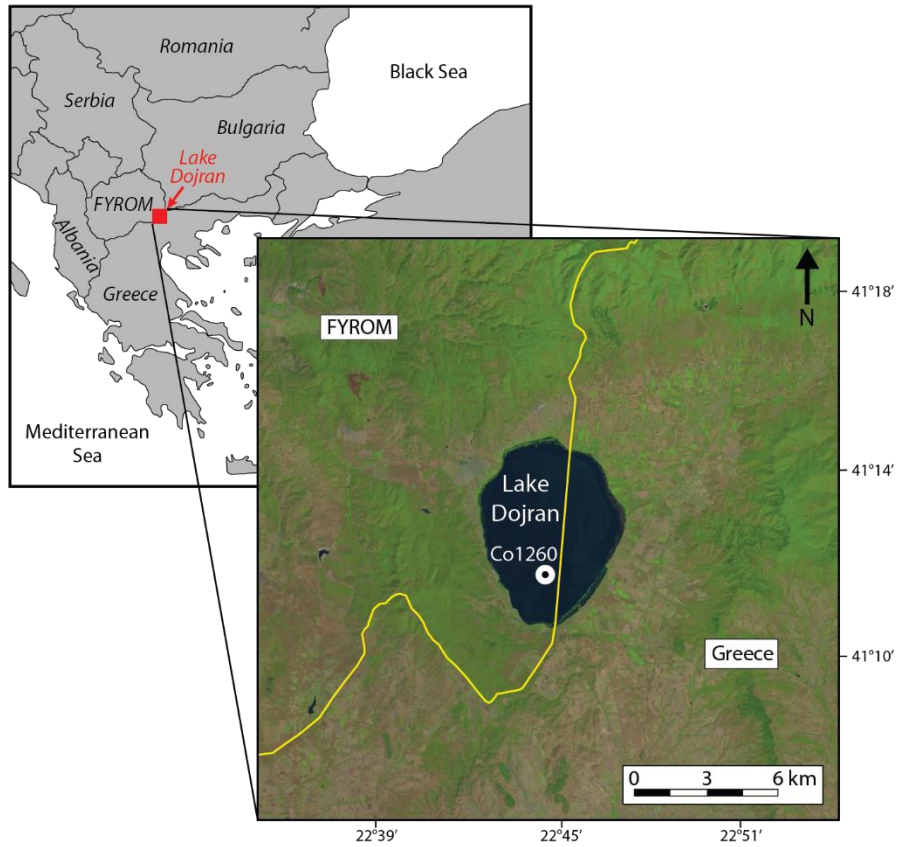 Romania
Black Sea
Serbia
Bulgaria
Lake
Dojran
FYROM
Albania
Greece
Mediterranean
Sea
N
41°18′
FYROM
41°14′
Lake
Dojran
Co1260
Greece
41°10′
0 3 6 km
22°39′ 22°45′ 22°51′